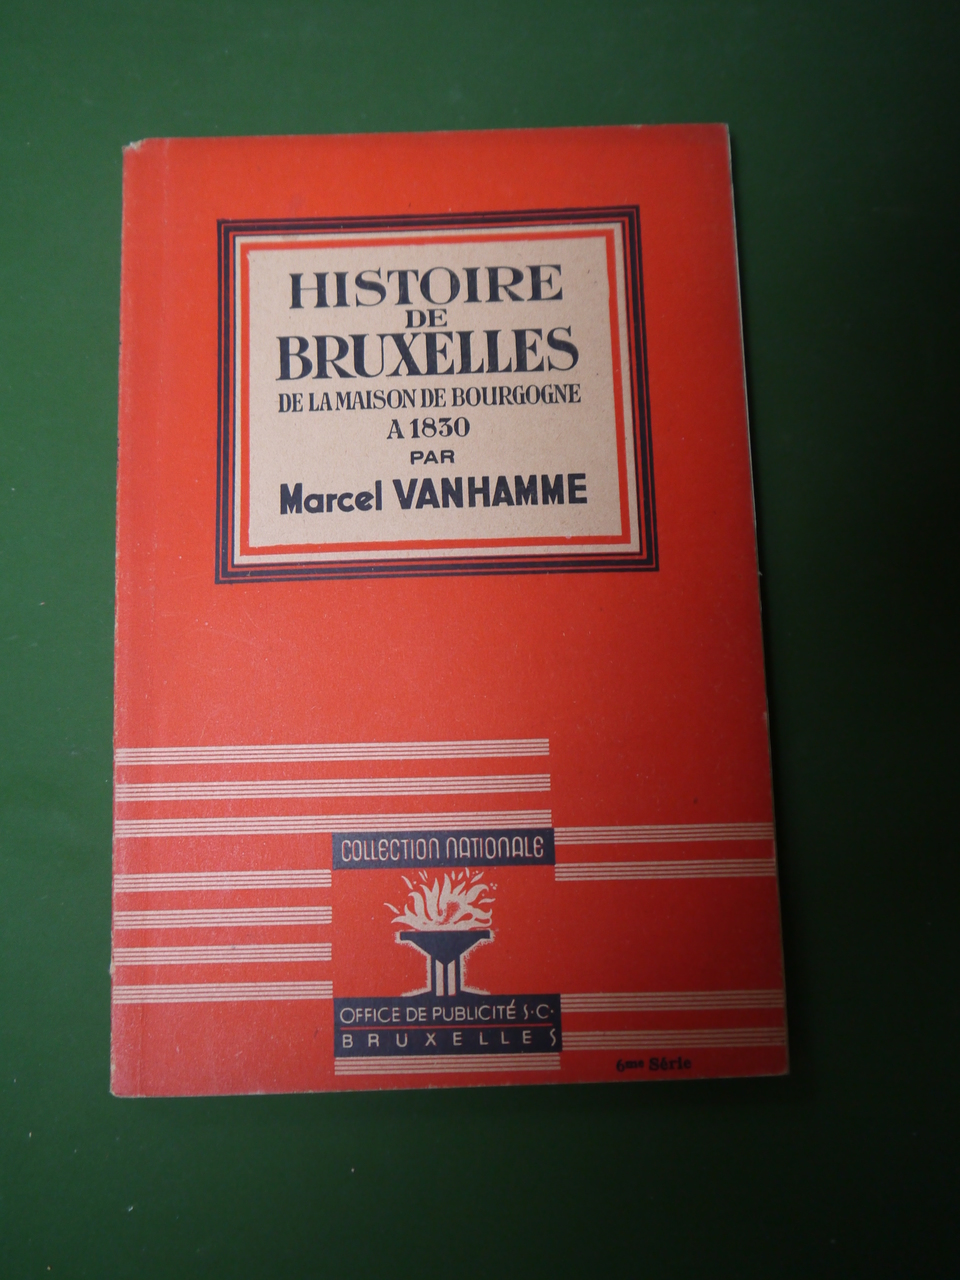 HISTOIRE
DE
BRUXELLES
DE LA MAISON DE BOURGOGNE
A 1830
PAR
Marcel VANHAMME
COLLECTION NATIONALE
OFFICE DE PUBLICITÉ S.C.
BRUXELLES
6me Série